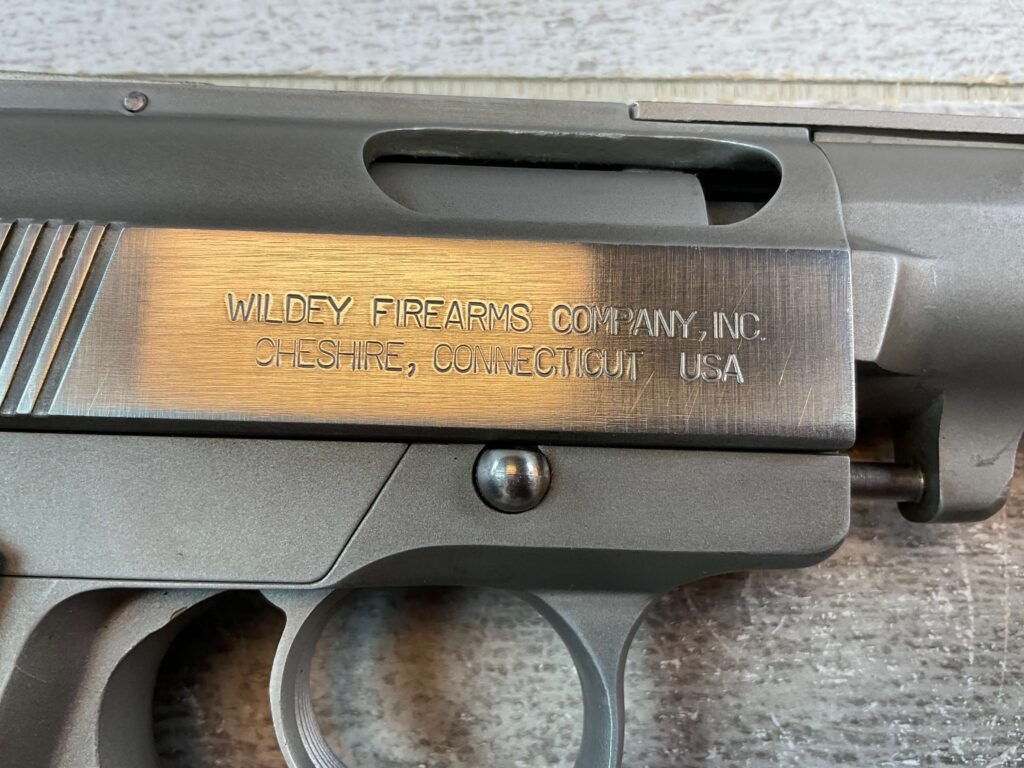 WILDEY FIREARMS COMPANY, INC.
CHESHIRE, CONNECTICUT USA